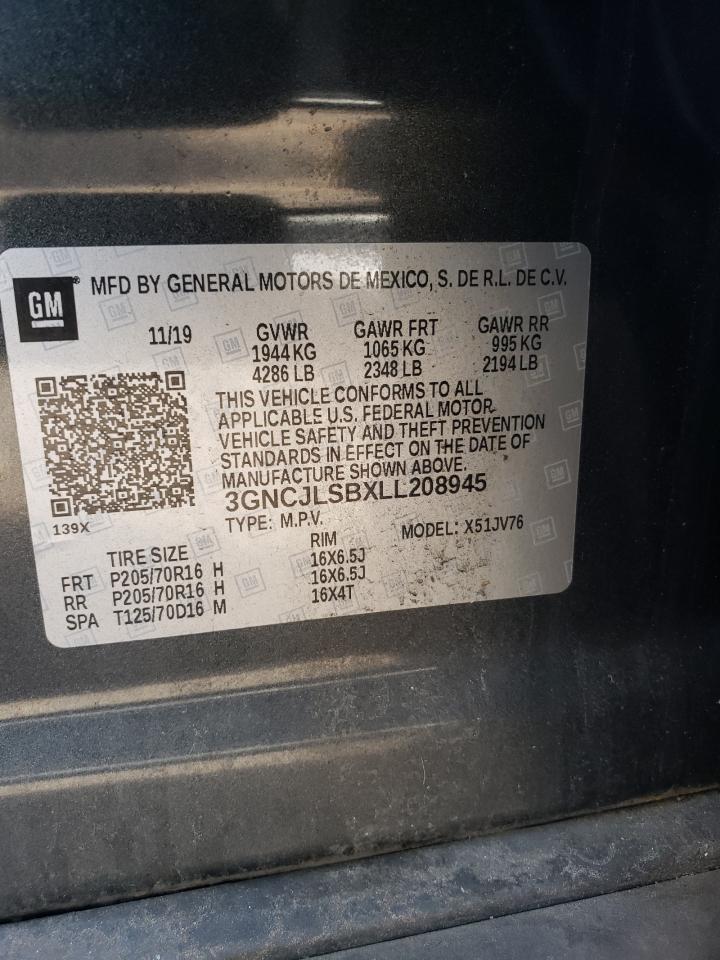 GM® MFD BY GENERAL MOTORS DE MEXICO, S. DE R.L. DE C.V.
11/19 GVWR GAWR FRT GAWR RR
1944 KG 1065 KG 995 KG
4286 LB 2348 LB 2194 LB
THIS VEHICLE CONFORMS TO ALL
APPLICABLE U.S. FEDERAL MOTOR
VEHICLE SAFETY AND THEFT PREVENTION
STANDARDS IN EFFECT ON THE DATE OF
MANUFACTURE SHOWN ABOVE.
3GNCJLSBXLL208945
139X TYPE: M.P.V. MODEL: X51JV76
TIRE SIZE RIM
FRT P205/70R16 H 16X6.5J
RR P205/70R16 H 16X6.5J
SPA T125/70D16 M 16X4T